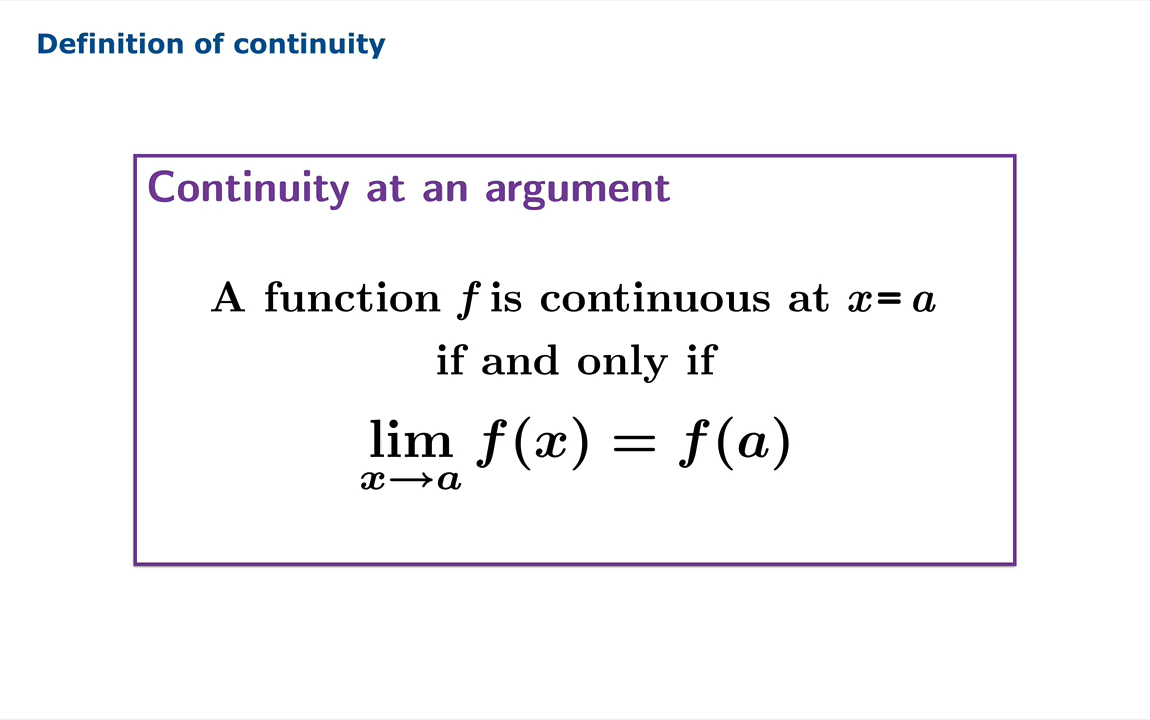 Definition of continuity
Continuity at an argument
A function f is continuous at x= a
if and only if
lim f(x) = f(a)
x→a